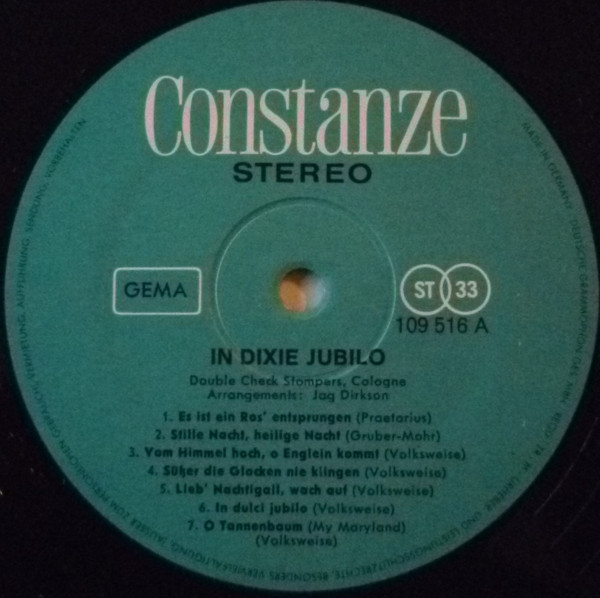 Constanze
STEREO
GEMA
ST 33
109 516 A
IN DIXIE JUBILO
Double Check Stompers, Cologne
Arrangements: Jag Dirkson
1. Es ist ein Ros' entsprungen (Praetorius)
2. Stille Nacht, heilige Nacht (Gruber-Mohr)
3. Vom Himmel hoch, o Englein kommt (Volksweise)
4. Süßer die Glocken nie klingen (Volksweise)
5. Lieb' Nachtigall, wach auf (Volksweise)
6. In dulci jubilo (Volksweise)
7. O Tannenbaum (My Maryland)
(Volksweise)
MADE IN GERMANY